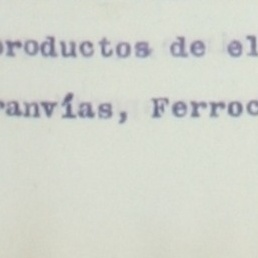 productos de el
ranvías, Ferroc